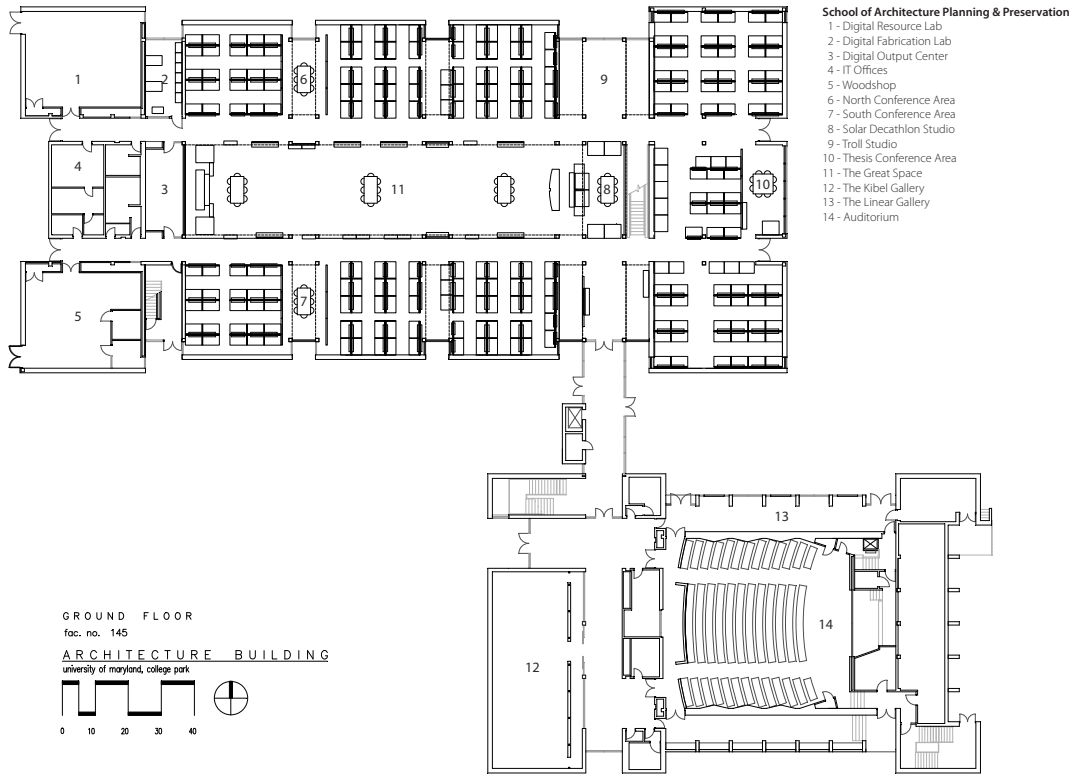 School of Architecture Planning & Preservation
1 - Digital Resource Lab
2 - Digital Fabrication Lab
3 - Digital Output Center
4 - IT Offices
5 - Woodshop
6 - North Conference Area
7 - South Conference Area
8 - Solar Decathlon Studio
9 - Troll Studio
10 - Thesis Conference Area
11 - The Great Space
12 - The Kibel Gallery
13 - The Linear Gallery
14 - Auditorium
1
2
6
9
4
3
11
8
10
5
7
13
14
12
GROUND FLOOR
fac. no. 145
ARCHITECTURE BUILDING
university of maryland, college park
0 10 20 30 40